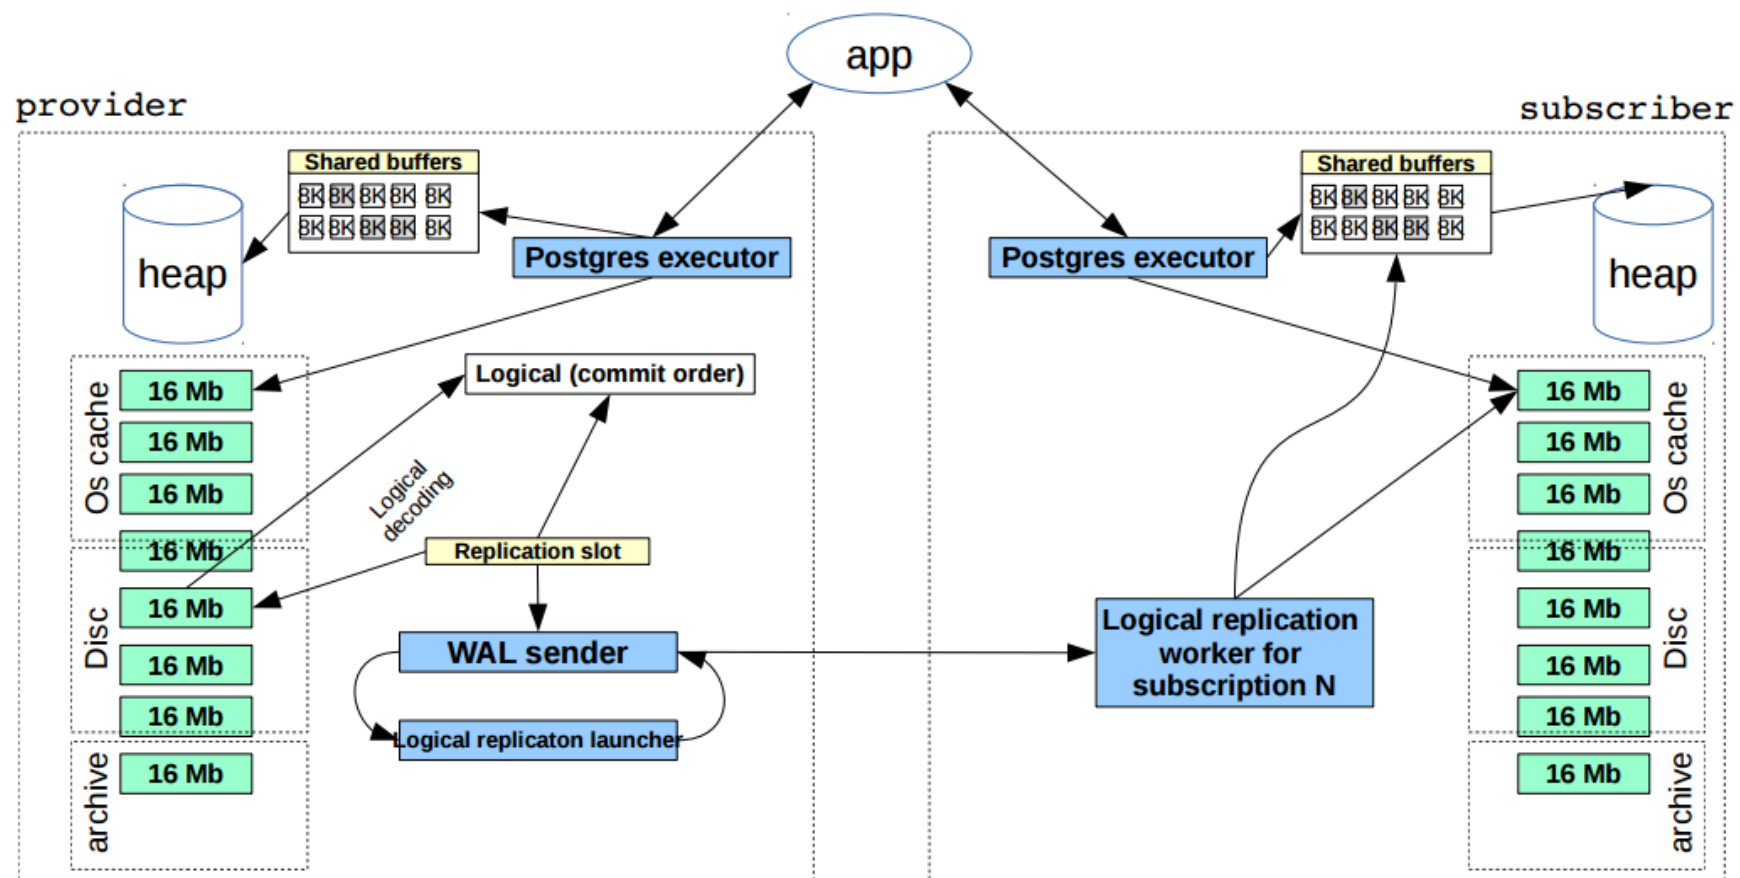 app
provider
subscriber
Shared buffers
8K 8K 8K 8K 8K
8K 8K 8K 8K 8K
heap
Postgres executor
Postgres executor
Shared buffers
8K 8K 8K 8K 8K
8K 8K 8K 8K 8K
heap
Os cache
16 Mb
16 Mb
16 Mb
16 Mb
Disc
16 Mb
16 Mb
16 Mb
archive
16 Mb
Logical (commit order)
Logical
decoding
Replication slot
WAL sender
Logical replicaton launcher
Logical replication
worker for
subscription N
Os cache
16 Mb
16 Mb
16 Mb
16 Mb
Disc
16 Mb
16 Mb
16 Mb
archive
16 Mb